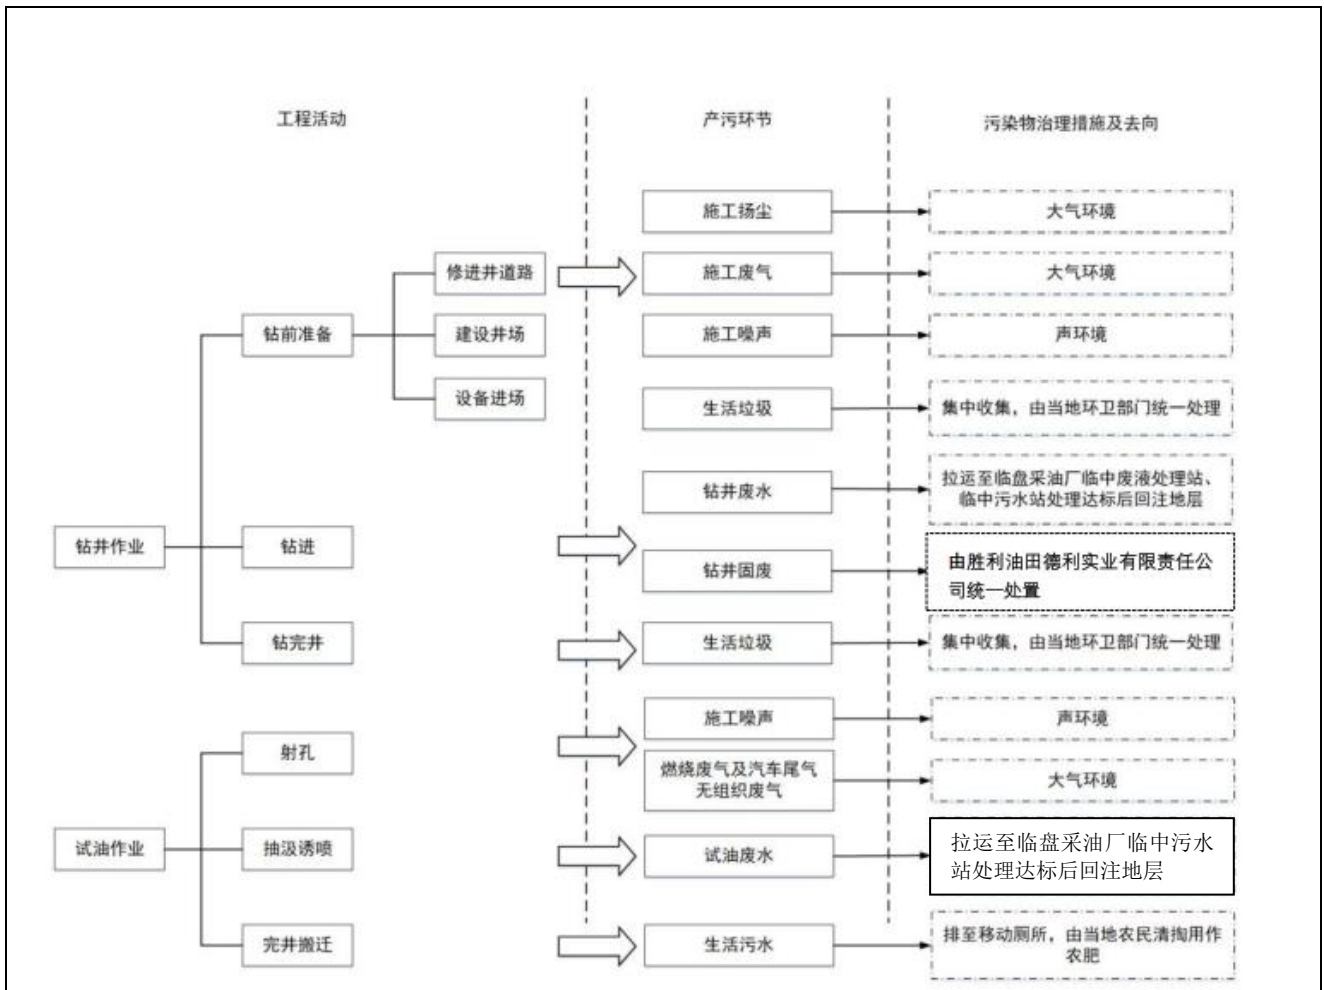 工程活动
产污环节
污染物治理措施及去向
施工扬尘
大气环境
修进井道路
施工废气
大气环境
钻前准备
建设井场
施工噪声
声环境
设备进场
生活垃圾
集中收集，由当地环卫部门统一处理
钻井废水
拉运至临盘采油厂临中废液处理站、
临中污水站处理达标后回注地层
钻井作业
钻进
钻井固废
由胜利油田德利实业有限责任公
司统一处置
钻完井
生活垃圾
集中收集，由当地环卫部门统一处理
施工噪声
声环境
射孔
燃烧废气及汽车尾气
无组织废气
大气环境
试油作业
抽汲诱喷
试油废水
拉运至临盘采油厂临中污水
站处理达标后回注地层
完井搬迁
生活污水
排至移动厕所，由当地农民清掏用作
农肥